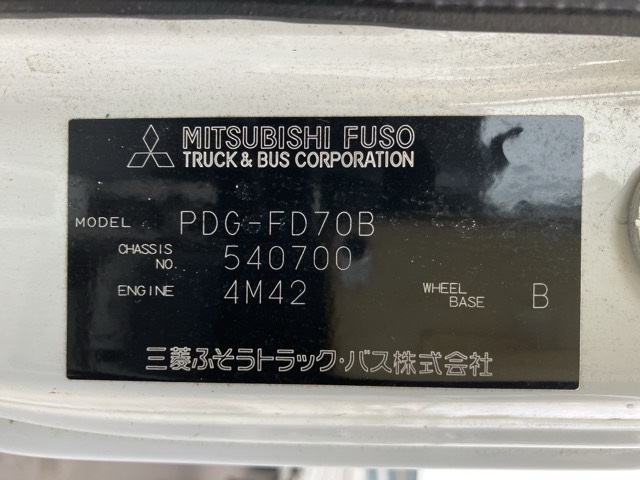 MITSUBISHI FUSO
TRUCK & BUS CORPORATION
MODEL PDG-FD70B
CHASSIS NO. 540700
ENGINE 4M42 WHEEL BASE B
三菱ふそうトラック・バス株式会社